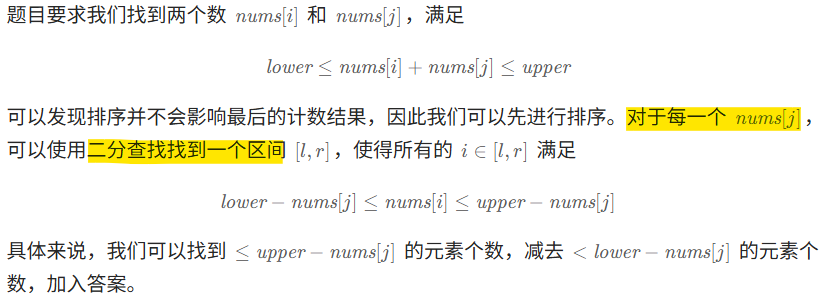 题目要求我们找到两个数 nums[i] 和 nums[j]，满足
lower ≤ nums[i] + nums[j] ≤ upper
可以发现排序并不会影响最后的计数结果，因此我们可以先进行排序。对于每一个 nums[j]，
可以使用二分查找找到一个区间 [l, r]，使得所有的 i ∈ [l, r] 满足
lower − nums[j] ≤ nums[i] ≤ upper − nums[j]
具体来说，我们可以找到 ≤ upper − nums[j] 的元素个数，减去 < lower − nums[j] 的元素个
数，加入答案。